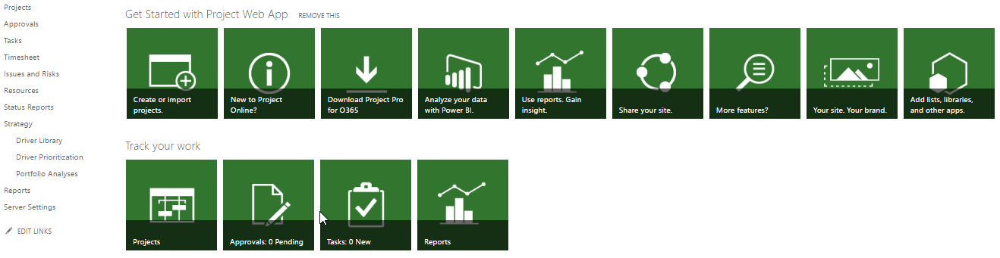 Projects
Approvals
Tasks
Timesheet
Issues and Risks
Resources
Status Reports
Strategy
Driver Library
Driver Prioritization
Portfolio Analyses
Reports
Server Settings
EDIT LINKS
Get Started with Project Web App REMOVE THIS
Create or import
projects.
New to Project
Online?
Download Project Pro
for O365
Analyze your data
with Power BI.
Use reports. Gain
insight.
Share your site.
More features?
Your site. Your brand.
Add lists, libraries,
and other apps.
Track your work
Projects
Approvals: 0 Pending
Tasks: 0 New
Reports